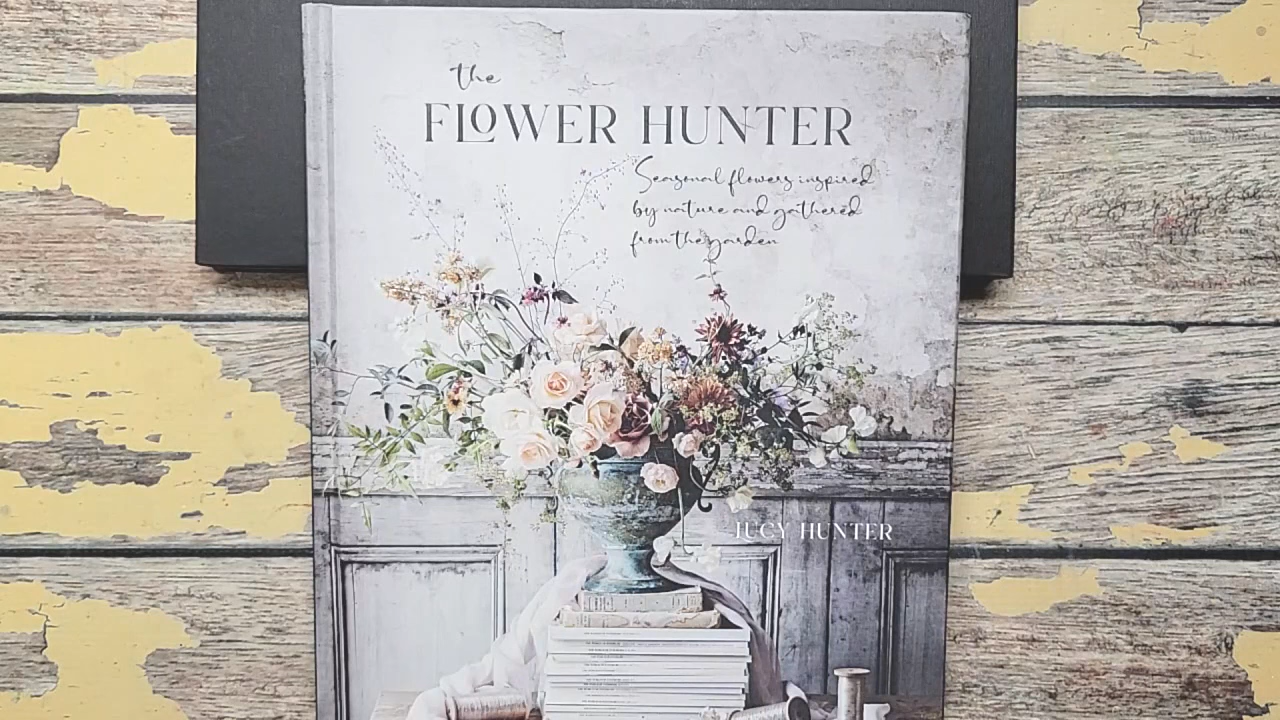 the
FLOWER HUNTER
Seasonal flowers inspired
by nature and gathered
from the garden
LUCY HUNTER